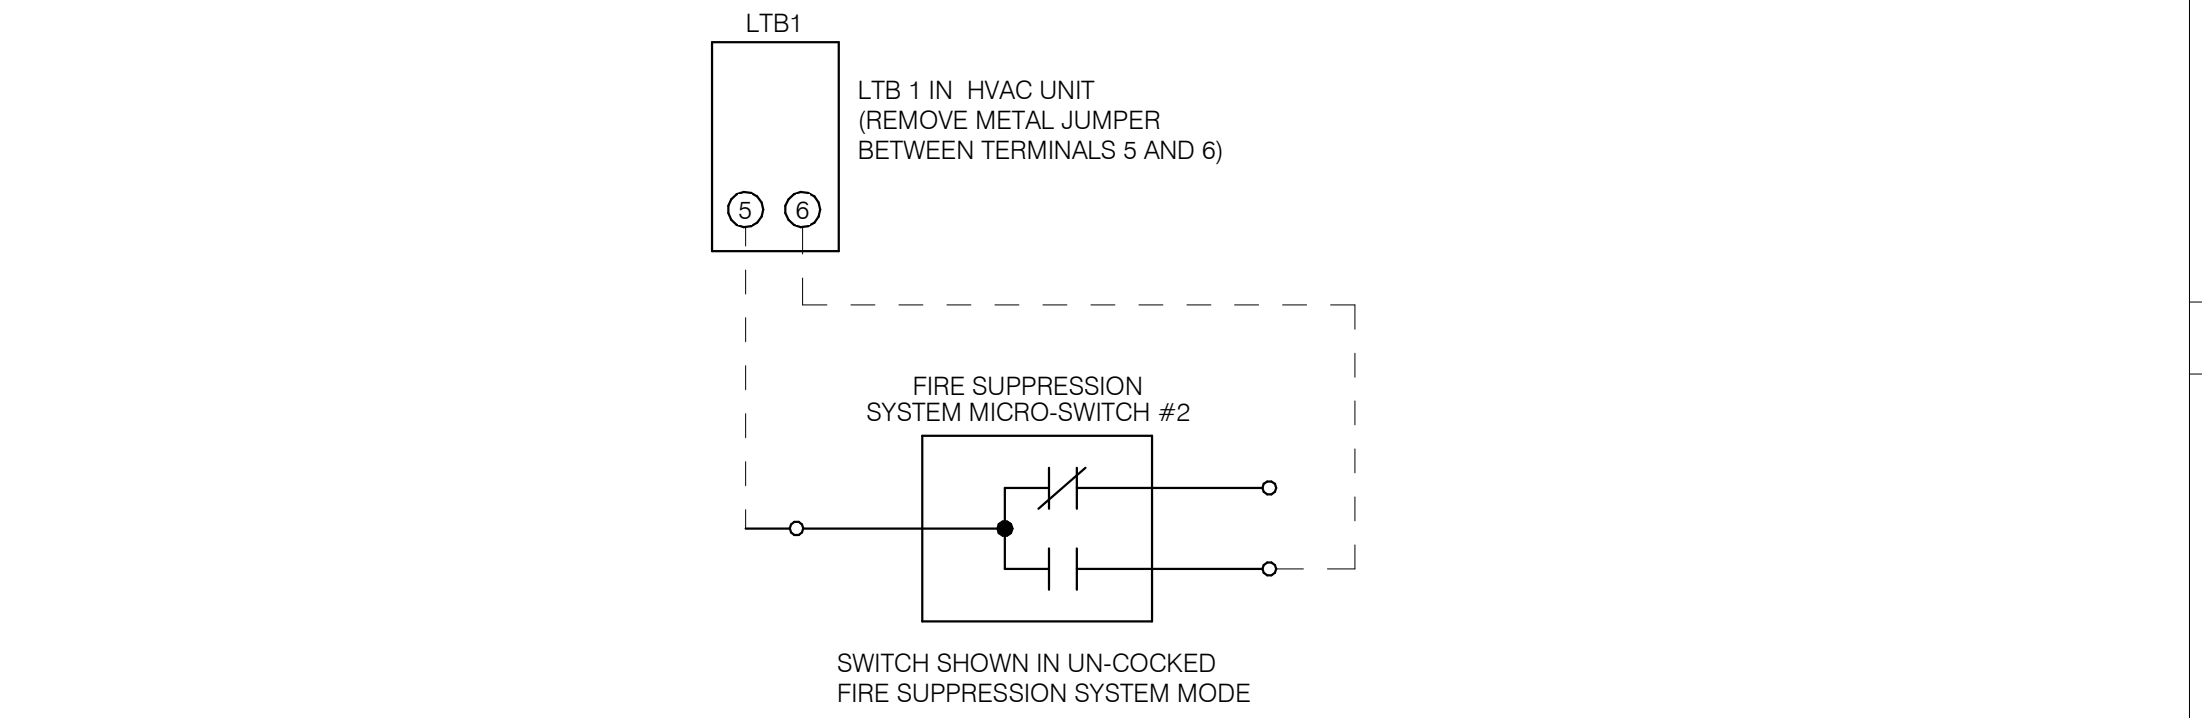 LTB1
LTB 1 IN  HVAC UNIT
(REMOVE METAL JUMPER
BETWEEN TERMINALS 5 AND 6)
5 6
FIRE SUPPRESSION
SYSTEM MICRO-SWITCH #2
SWITCH SHOWN IN UN-COCKED
FIRE SUPPRESSION SYSTEM MODE